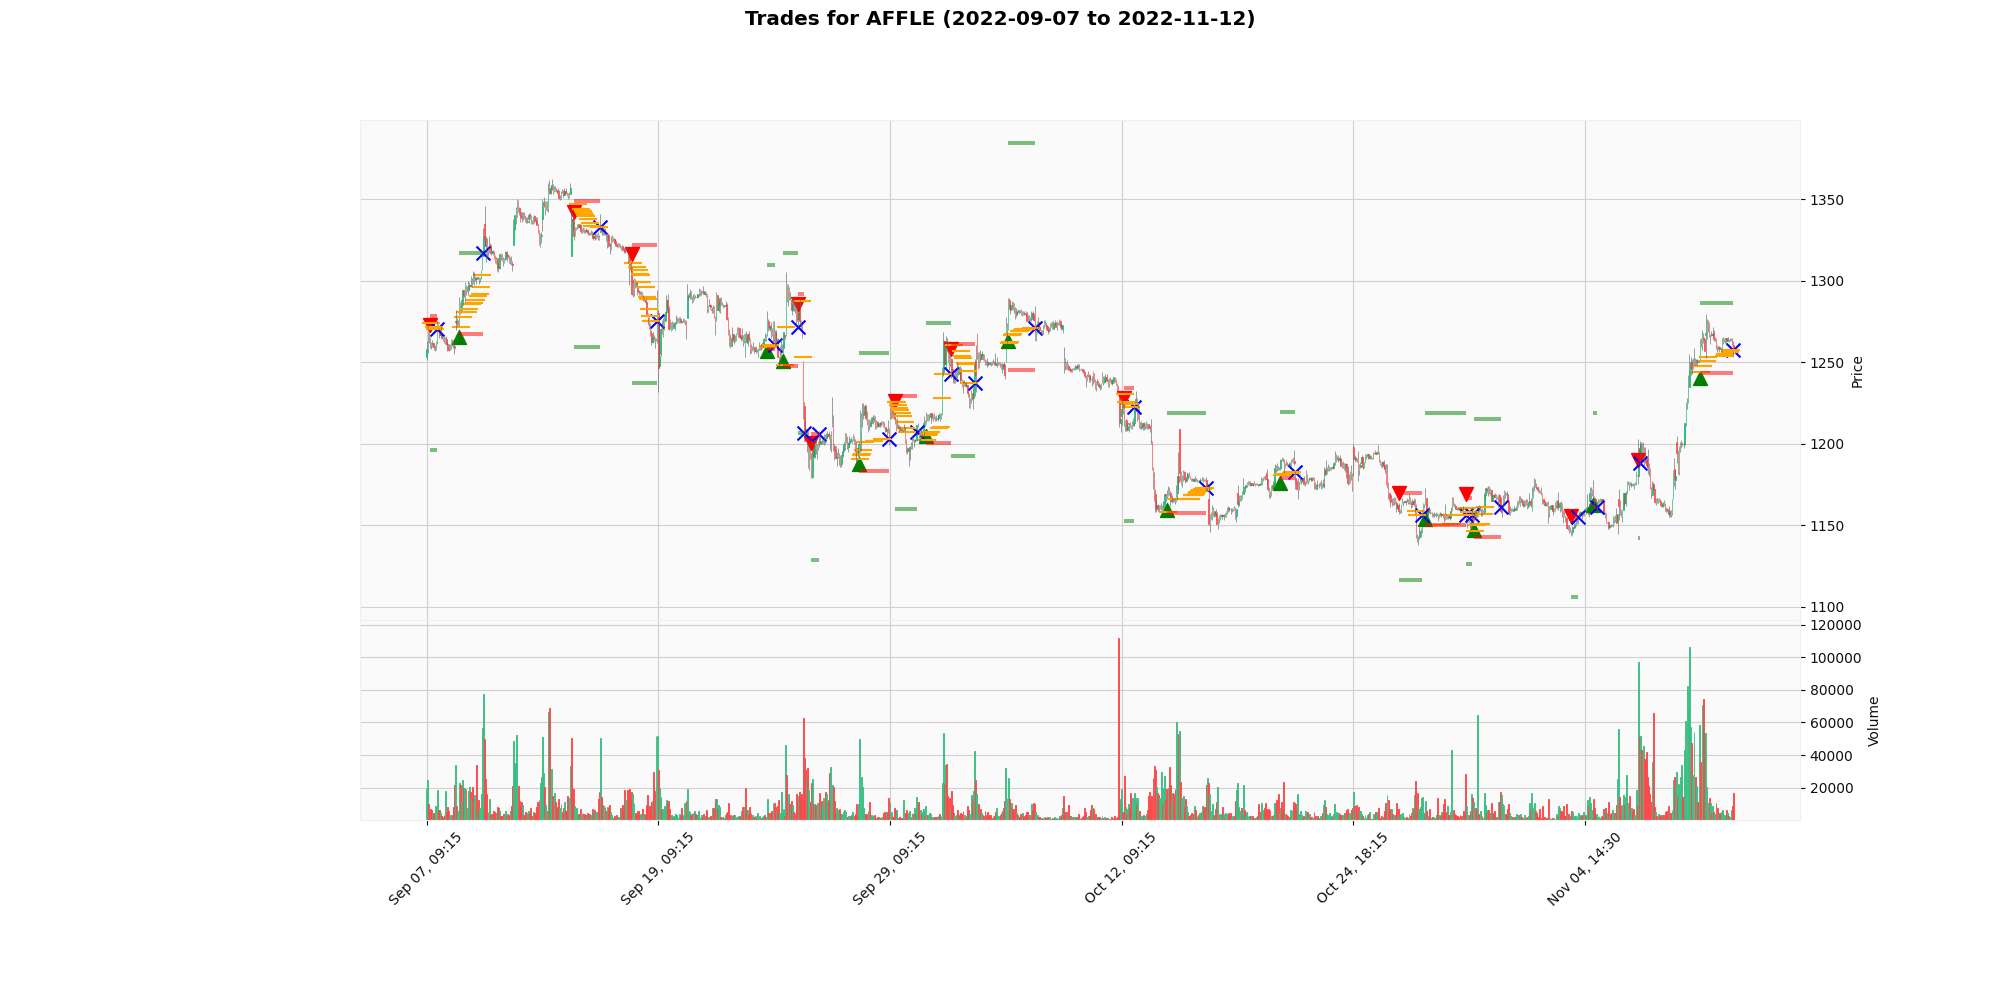 Trades for AFFLE (2022-09-07 to 2022-11-12)
1350
1300
1250
1200
1150
1100
Price
120000
100000
80000
60000
40000
20000
Volume
Sep 07, 09:15
Sep 19, 09:15
Sep 29, 09:15
Oct 12, 09:15
Oct 24, 18:15
Nov 04, 14:30